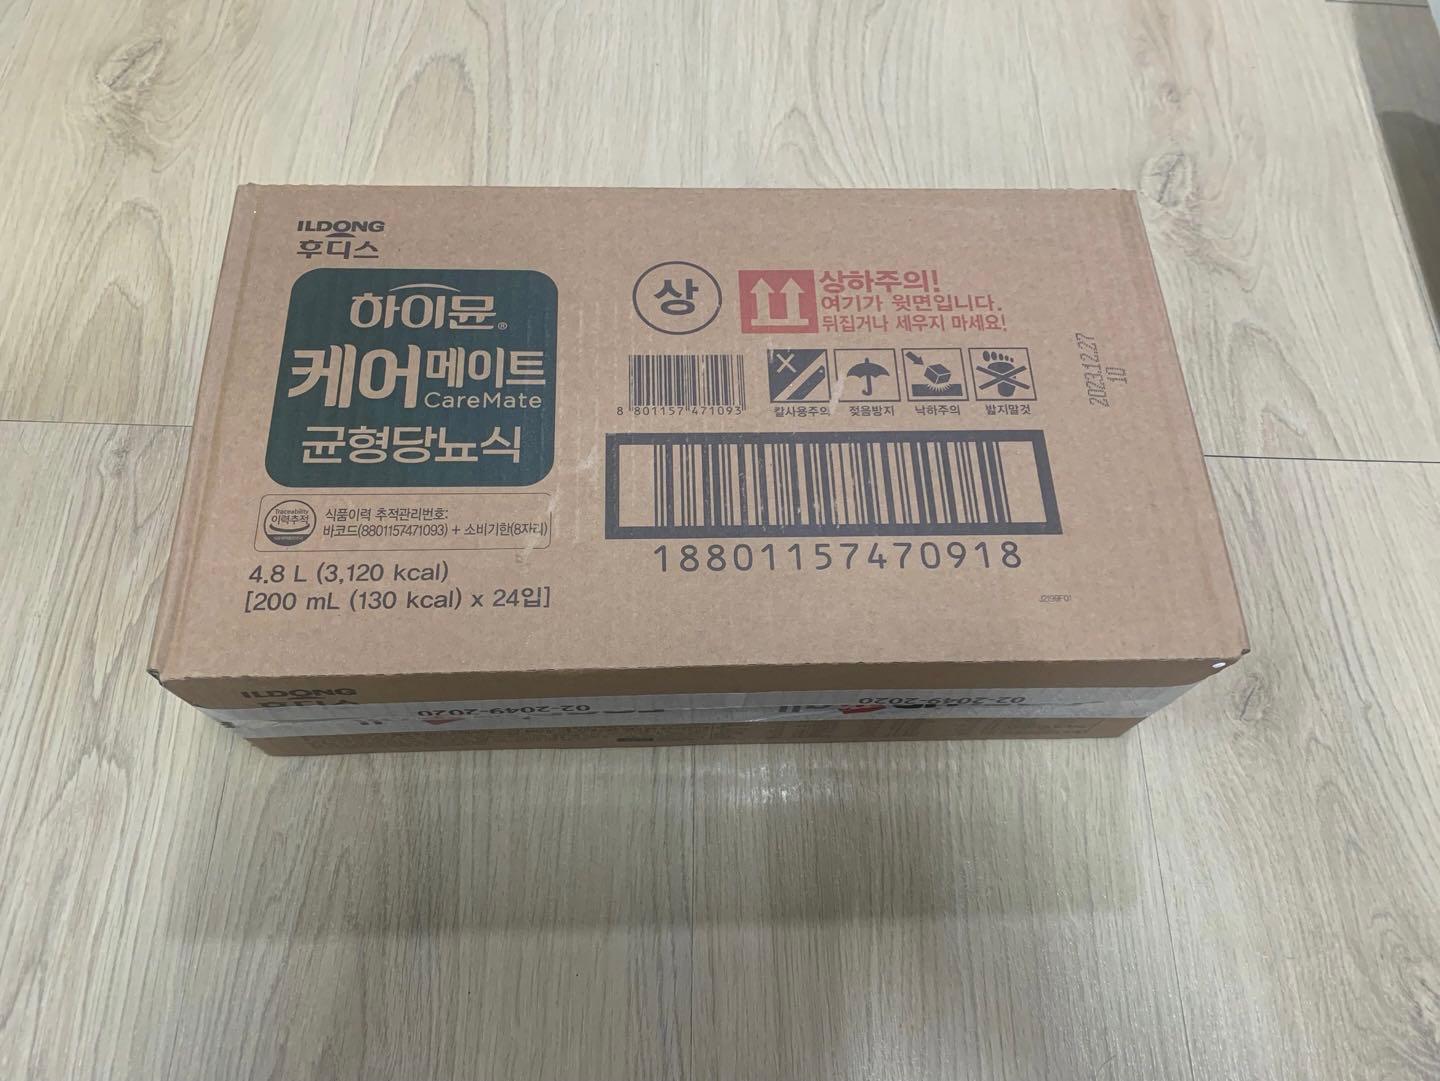 ILDONG
후디스
하이뮨®
케어메이트
CareMate
균형당뇨식
Traceability
이력추적
식품이력 추적관리번호:
바코드(8801157471093) + 소비기한(8자리)
4.8 L (3,120 kcal)
[200 mL (130 kcal) x 24입]
상
상하주의!
여기가 윗면입니다.
뒤집거나 세우지 마세요!
8 801157 471093
칼사용주의
젖음방지
낙하주의
밟지말것
2023.12.27
10
18801157470918
J2199F01
ILDONG
후디스
02-2049-2020
02-2049-2020